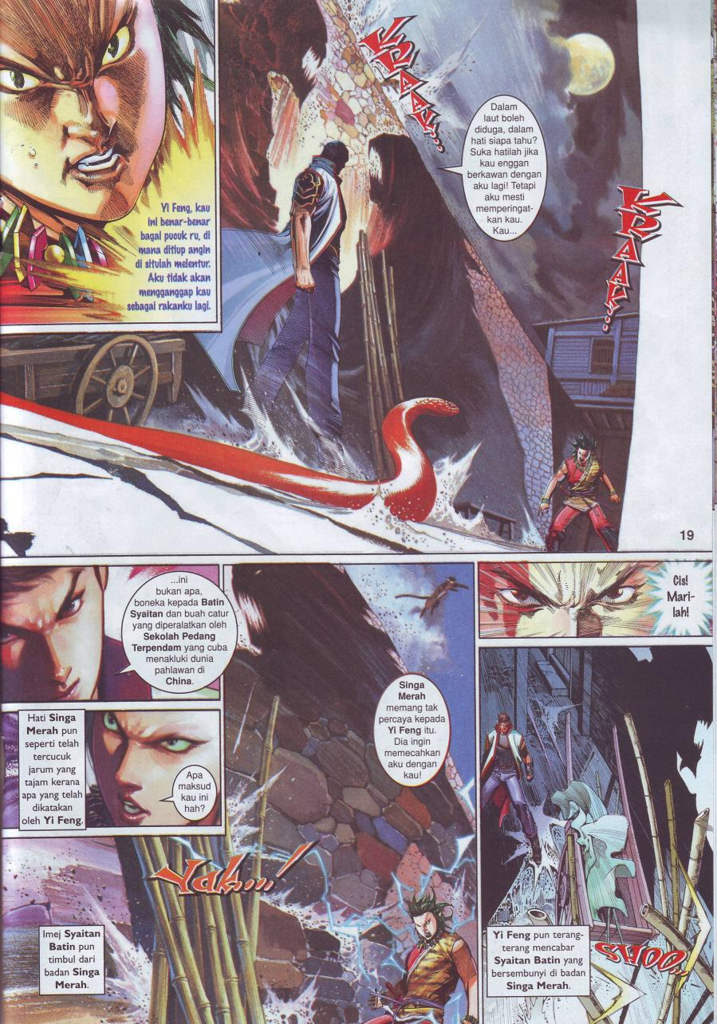 KRAAK...
Dalam
laut boleh
diduga, dalam
hati siapa tahu?
Suka hatilah jika
kau enggan
berkawan dengan
aku lagi! Tetapi
aku mesti
memperingat-
kan kau.
Kau...
KRAAK...
Yi Feng, kau
ini benar-benar
bagai pucuk ru, di
mana ditiup angin
di situlah melentur.
Aku tidak
mengganggap kau
sebagai rakanku lagi.
19
...ini
bukan apa,
boneka kepada Batin
Syaitan dan buah catur
yang diperalatkan oleh
Sekolah Pedang
Terpendam yang cuba
menakluki dunia
pahlawan di
China.
Hati Singa
Merah pun
seperti telah
tercucuk
jarum yang
tajam kerana
apa yang telah
dikatakan
oleh Yi Feng.
Apa
maksud
kau ini
hah?
Singa
Merah
memang tak
percaya kepada
Yi Feng itu.
Dia ingin
memecahkan
aku dengan
kau!
Yah...!
Imej Syaitan
Batin pun
timbul dari
badan Singa
Merah.
Cis!
Mari-
lah!
Yi Feng pun terang-
terang mencabar
Syaitan Batin yang
bersembunyi di badan
Singa Merah.
SHOO...